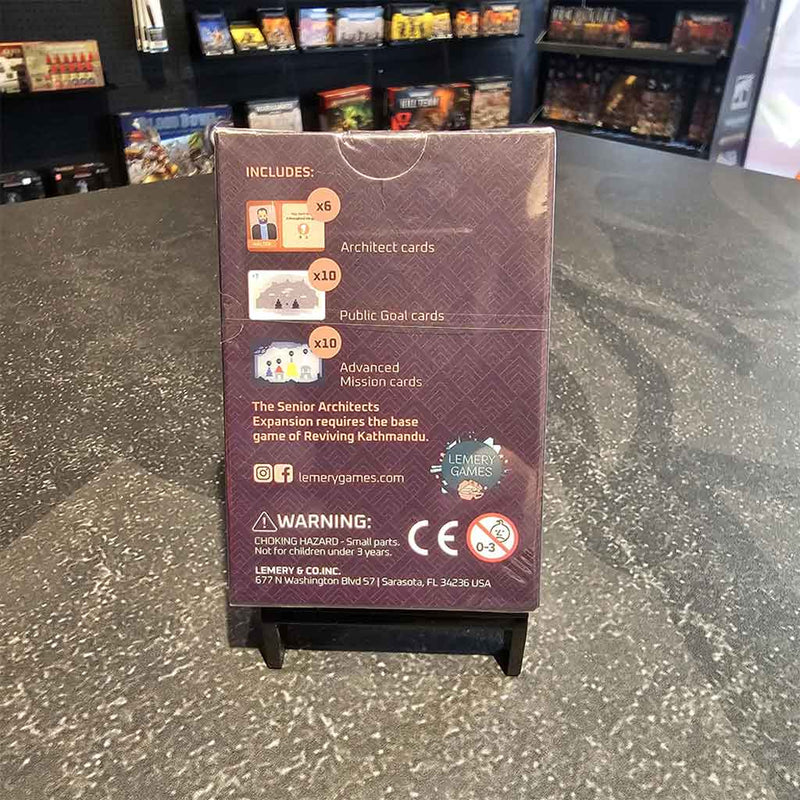 INCLUDES:
x6
Architect cards
x10
Public Goal cards
x10
Advanced
Mission cards
The Senior Architects
Expansion requires the base
game of Reviving Kathmandu.
lemerygames.com
LEMERY
GAMES
WARNING:
CHOKING HAZARD - Small parts.
Not for children under 3 years.
CE
0-3
LEMERY & CO.INC.
677 N Washington Blvd 57 | Sarasota, FL 34236 USA